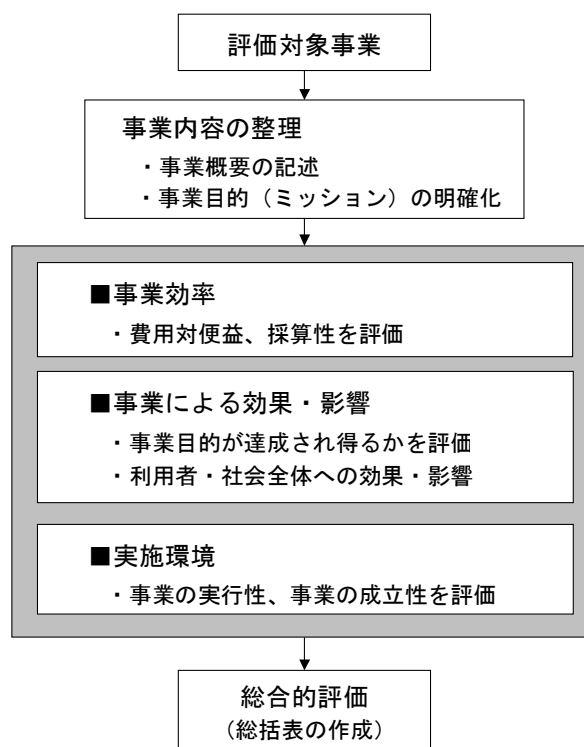 評価対象事業
事業内容の整理
・事業概要の記述
・事業目的（ミッション）の明確化
■事業効率
・費用対便益、採算性を評価
■事業による効果・影響
・事業目的が達成され得るかを評価
・利用者・社会全体への効果・影響
■実施環境
・事業の実行性、事業の成立性を評価
総合的評価
（総括表の作成）